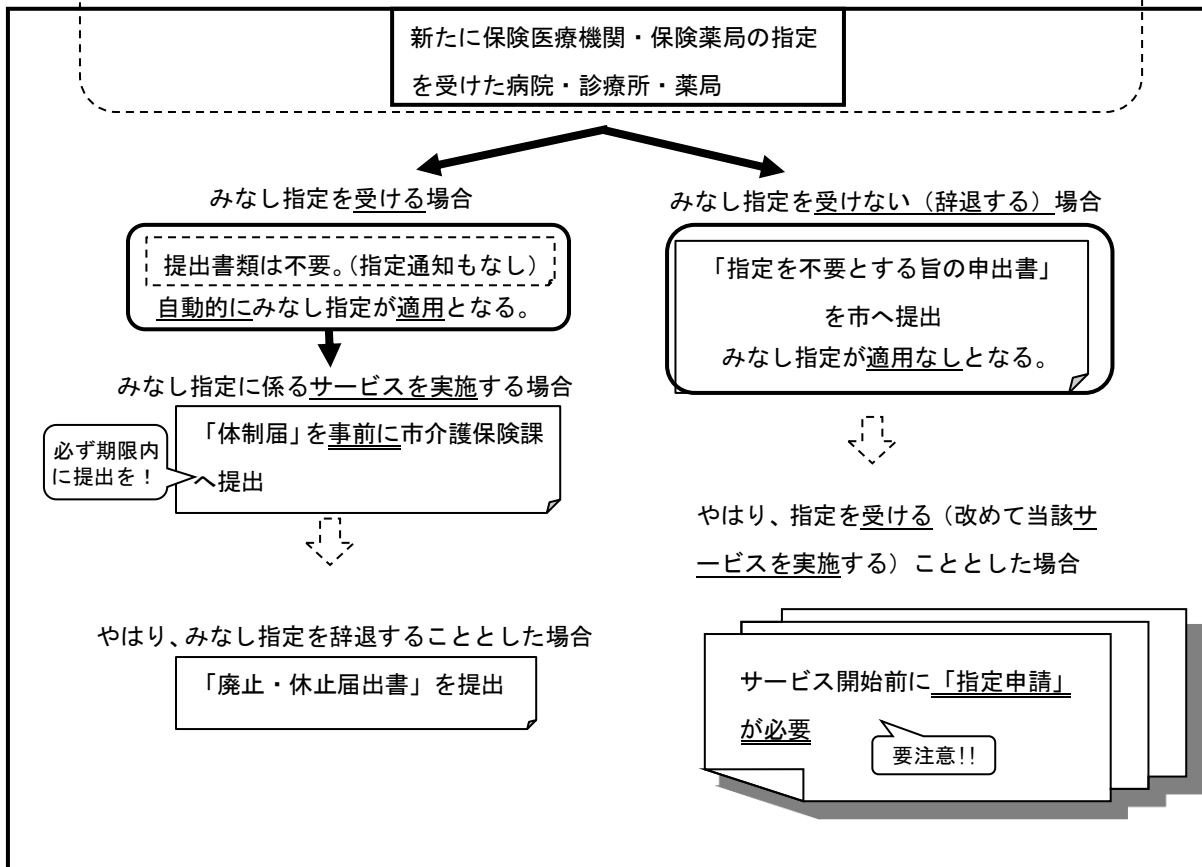 新たに保険医療機関・保険薬局の指定
を受けた病院・診療所・薬局
みなし指定を受ける場合
提出書類は不要。(指定通知もなし)
自動的にみなし指定が適用となる。
みなし指定に係るサービスを実施する場合
「体制届」を事前に市介護保険課
へ提出
必ず期限内
に提出を!
やはり、みなし指定を辞退することとした場合
「廃止・休止届出書」を提出
みなし指定を受けない(辞退する)場合
「指定を不要とする旨の申出書」
を市へ提出
みなし指定が適用なしとなる。
やはり、指定を受ける(改めて当該サ
ービスを実施する)こととした場合
サービス開始前に「指定申請」
が必要
要注意!!